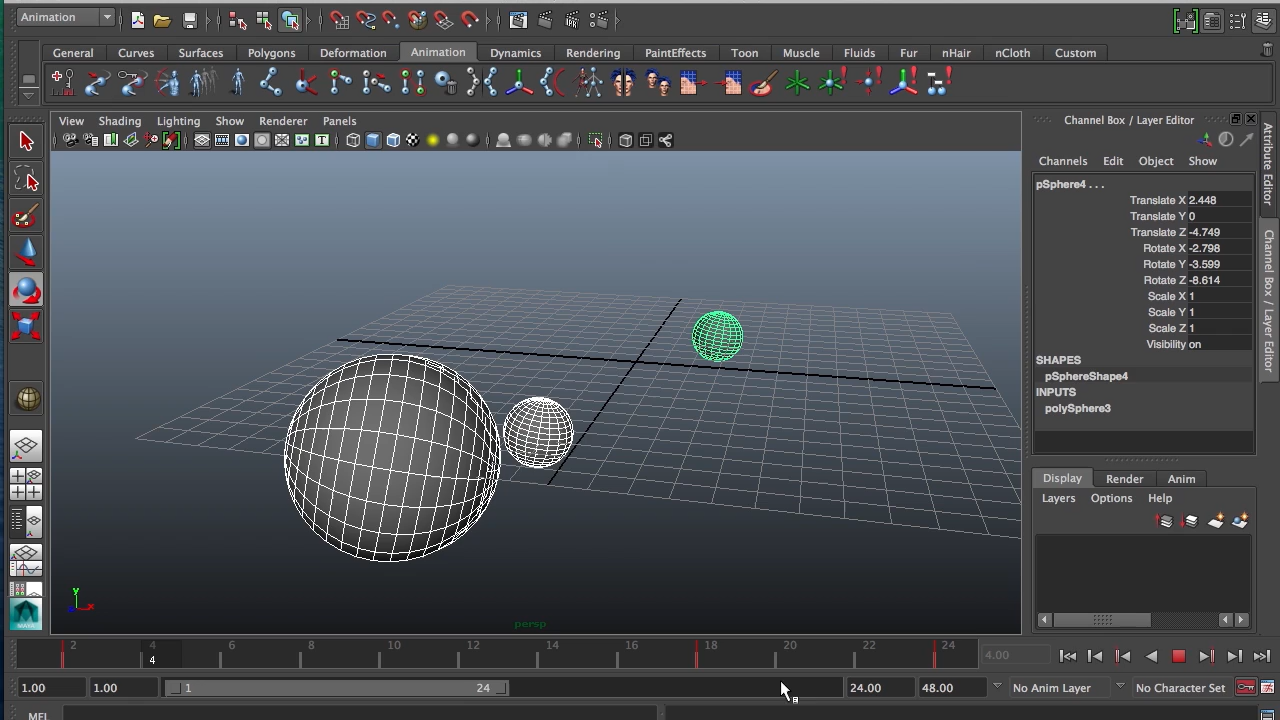 Animation
General Curves Surfaces Polygons Deformation Animation Dynamics Rendering PaintEffects Toon Muscle Fluids Fur nHair nCloth Custom
View Shading Lighting Show Renderer Panels
persp
y
x
Channel Box / Layer Editor
Channels Edit Object Show
pSphere4 . . .
Translate X 2.448
Translate Y 0
Translate Z -4.749
Rotate X -2.798
Rotate Y -3.599
Rotate Z -8.614
Scale X 1
Scale Y 1
Scale Z 1
Visibility on
SHAPES
pSphereShape4
INPUTS
polySphere3
Display Render Anim
Layers Options Help
Attribute Editor
Channel Box / Layer Editor
2 4 6 8 10 12 14 16 18 20 22 24
4
4.00
1.00 1.00 1 24 24.00 48.00 No Anim Layer No Character Set
MEL